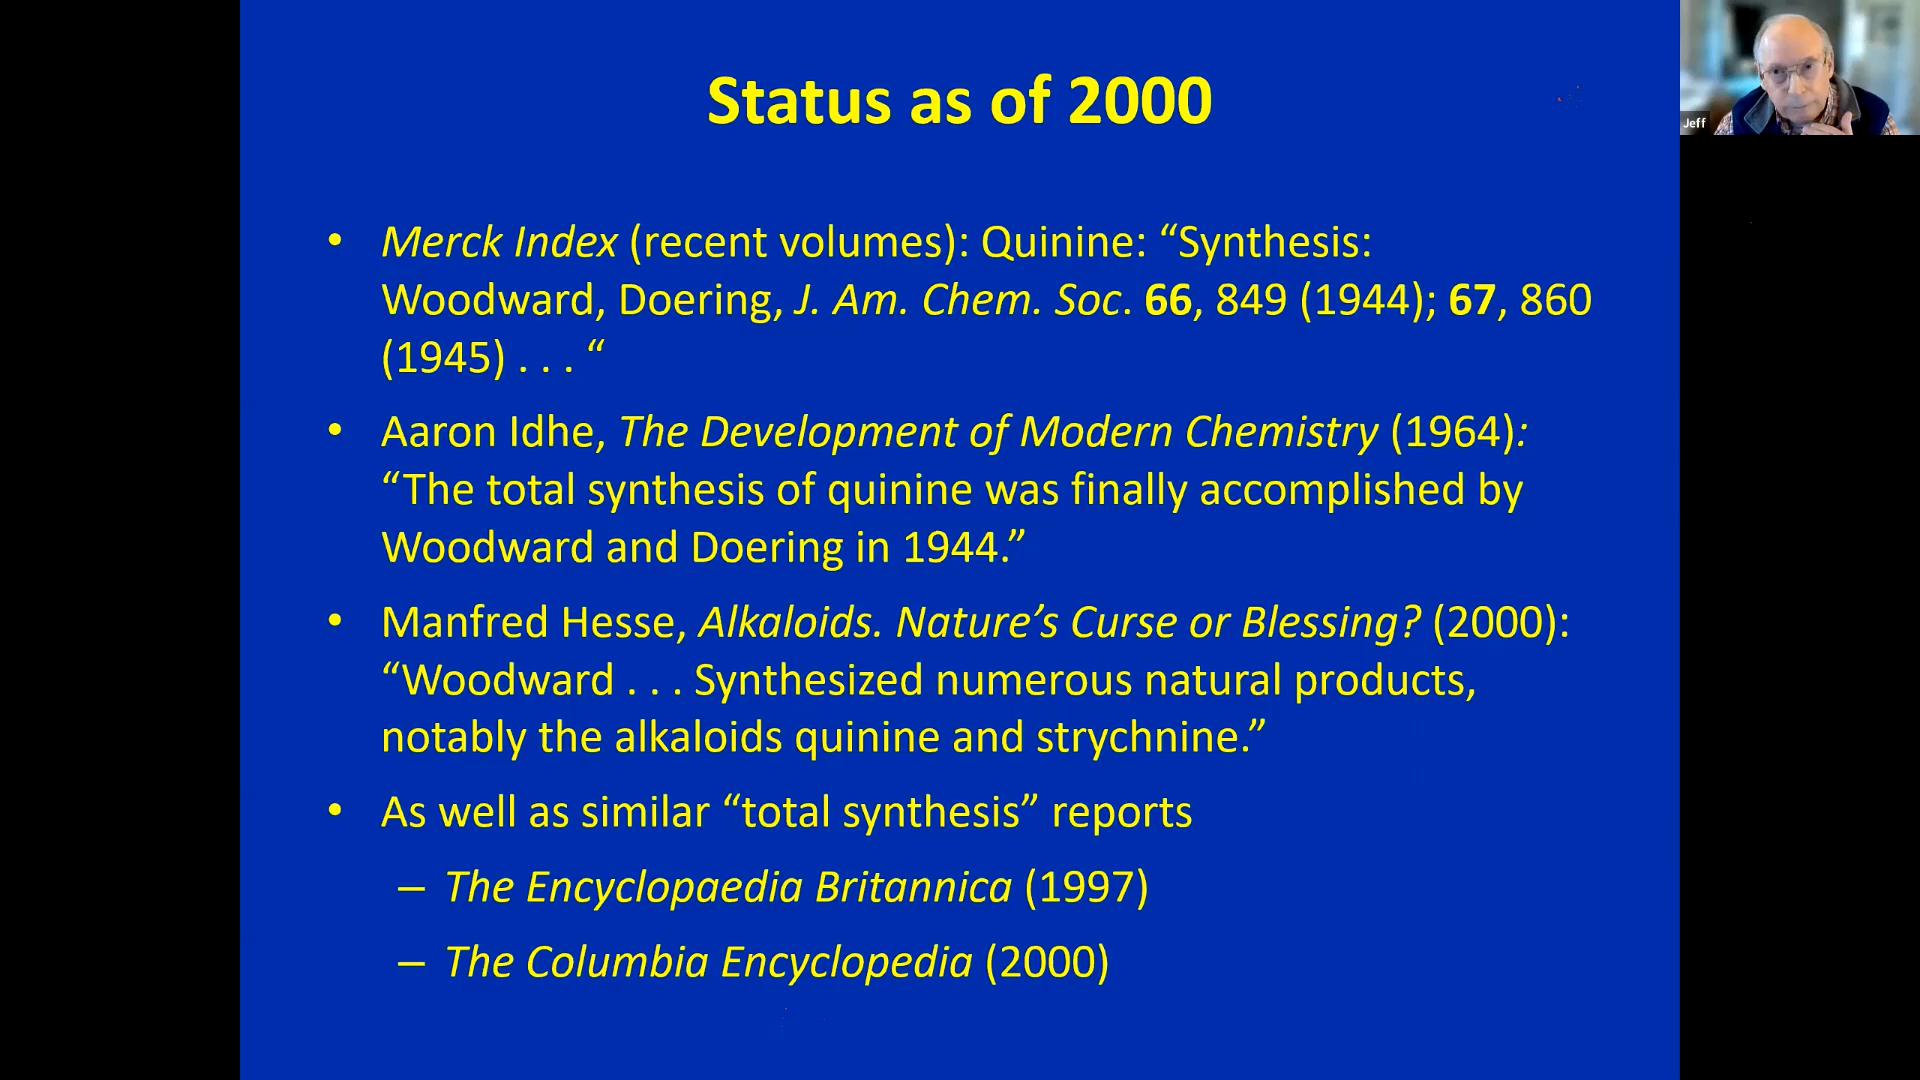 Status as of 2000
Jeff
• Merck Index (recent volumes): Quinine: “Synthesis:
Woodward, Doering, J. Am. Chem. Soc. 66, 849 (1944); 67, 860
(1945) . . . “
• Aaron Idhe, The Development of Modern Chemistry (1964):
“The total synthesis of quinine was finally accomplished by
Woodward and Doering in 1944.”
• Manfred Hesse, Alkaloids. Nature’s Curse or Blessing? (2000):
“Woodward . . . Synthesized numerous natural products,
notably the alkaloids quinine and strychnine.”
• As well as similar “total synthesis” reports
– The Encyclopaedia Britannica (1997)
– The Columbia Encyclopedia (2000)